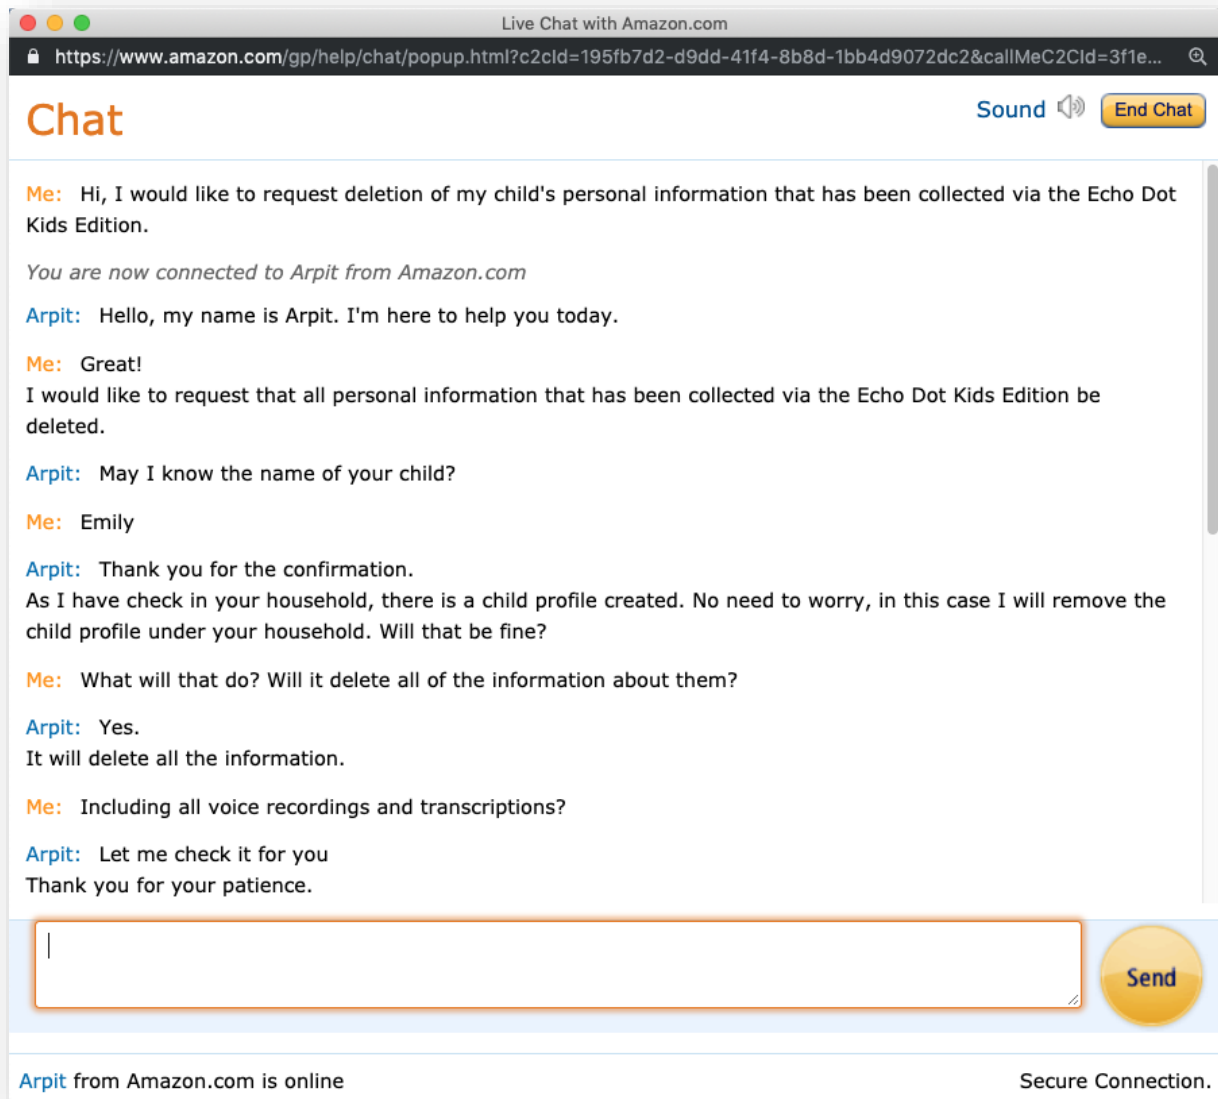 Live Chat with Amazon.com
https://www.amazon.com/gp/help/chat/popup.html?c2cId=195fb7d2-d9dd-41f4-8b8d-1bb4d9072dc2&callMeC2CId=3f1e...
Chat
Sound
End Chat
Me: Hi, I would like to request deletion of my child's personal information that has been collected via the Echo Dot
Kids Edition.
You are now connected to Arpit from Amazon.com
Arpit: Hello, my name is Arpit. I'm here to help you today.
Me: Great!
I would like to request that all personal information that has been collected via the Echo Dot Kids Edition be
deleted.
Arpit: May I know the name of your child?
Me: Emily
Arpit: Thank you for the confirmation.
As I have check in your household, there is a child profile created. No need to worry, in this case I will remove the
child profile under your household. Will that be fine?
Me: What will that do? Will it delete all of the information about them?
Arpit: Yes.
It will delete all the information.
Me: Including all voice recordings and transcriptions?
Arpit: Let me check it for you
Thank you for your patience.
Send
Arpit from Amazon.com is online
Secure Connection.